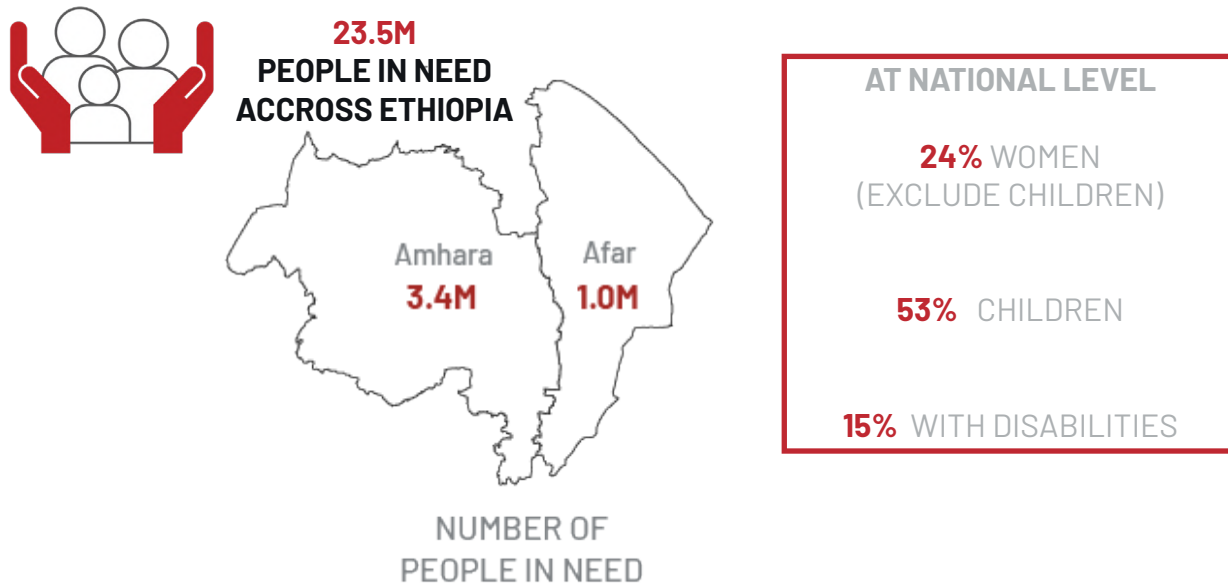 23.5M
PEOPLE IN NEED
ACCROSS ETHIOPIA
Amhara
3.4M
Afar
1.0M
NUMBER OF
PEOPLE IN NEED
AT NATIONAL LEVEL
24% WOMEN
(EXCLUDE CHILDREN)
53% CHILDREN
15% WITH DISABILITIES